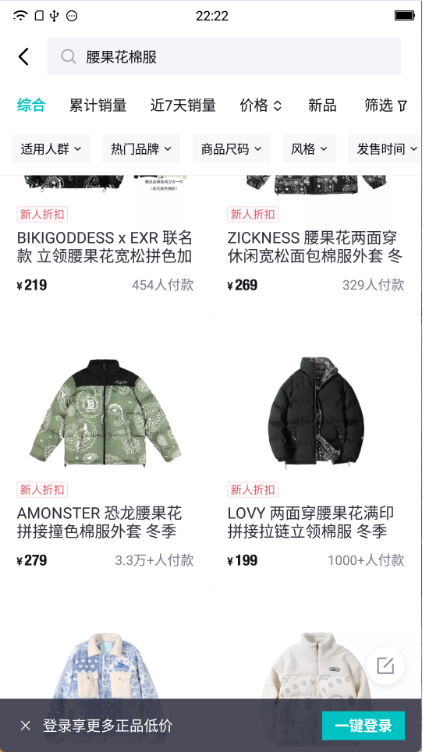 22:22
腰果花棉服
综合 累计销量 近7天销量 价格 新品 筛选
适用人群 热门品牌 商品尺码 风格 发售时间
新人折扣
BIKIGODDESS x EXR 联名
款 立领腰果花宽松拼色加
¥219 454人付款
新人折扣
ZICKNESS 腰果花两面穿
休闲宽松面包棉服外套 冬
¥269 329人付款
新人折扣
AMONSTER 恐龙腰果花
拼接撞色棉服外套 冬季
¥279 3.3万+人付款
新人折扣
LOVY 两面穿腰果花满印
拼接拉链立领棉服 冬季
¥199 1000+人付款
登录享更多正品低价 一键登录